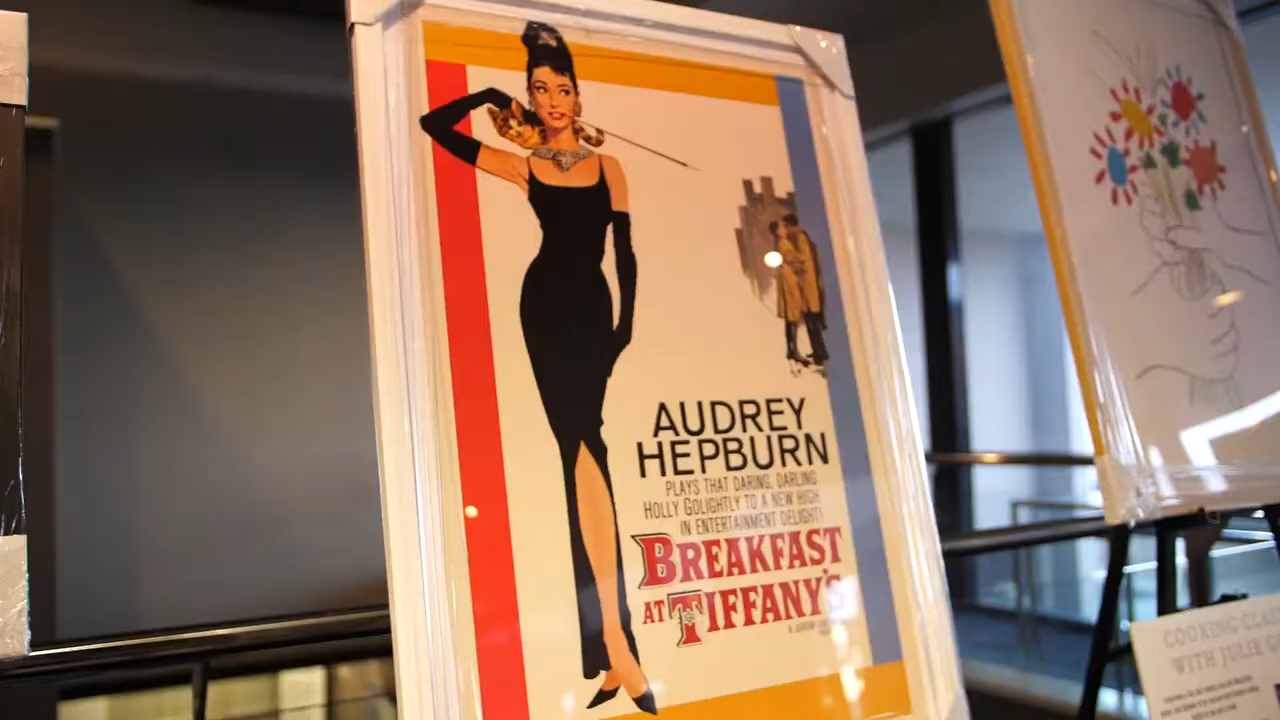 AUDREY
HEPBURN
PLAYS THAT DARING, DARLING
HOLLY GOLIGHTLY TO A NEW HIGH
IN ENTERTAINMENT DELIGHT!
BREAKFAST
AT TIFFANY'S
COOKING
WITH JULIE